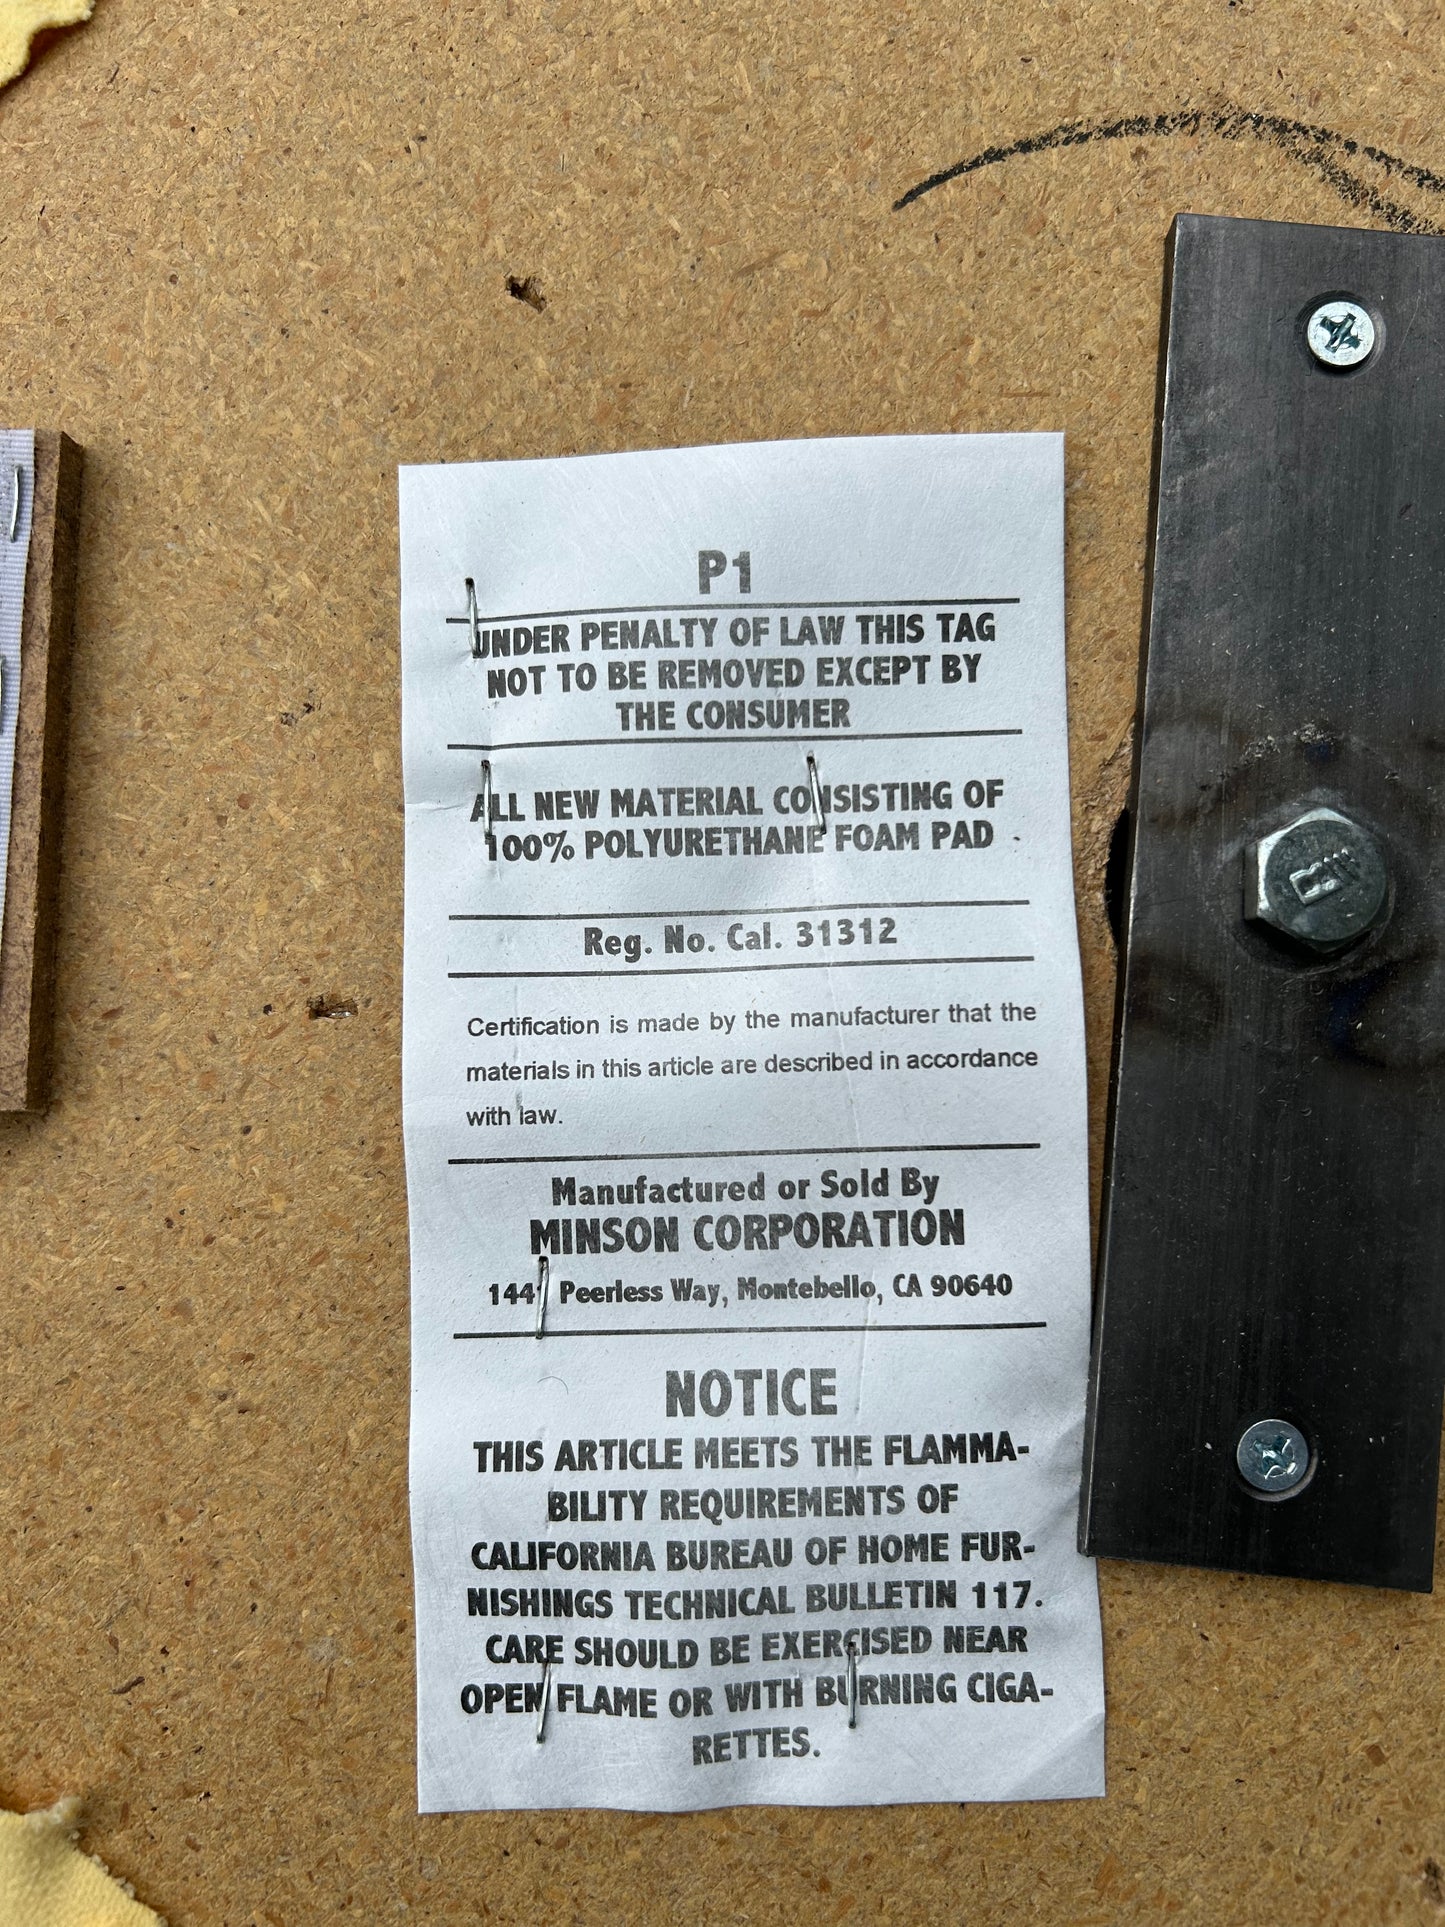 P1
UNDER PENALTY OF LAW THIS TAG
NOT TO BE REMOVED EXCEPT BY
THE CONSUMER
ALL NEW MATERIAL CONSISTING OF
100% POLYURETHANE FOAM PAD
Reg. No. Cal. 31312
Certification is made by the manufacturer that the
materials in this article are described in accordance
with law.
Manufactured or Sold By
MINSON CORPORATION
1441 Peerless Way, Montebello, CA 90640
NOTICE
THIS ARTICLE MEETS THE FLAMMA-
BILITY REQUIREMENTS OF
CALIFORNIA BUREAU OF HOME FUR-
NISHINGS TECHNICAL BULLETIN 117.
CARE SHOULD BE EXERCISED NEAR
OPEN FLAME OR WITH BURNING CIGA-
RETTES.